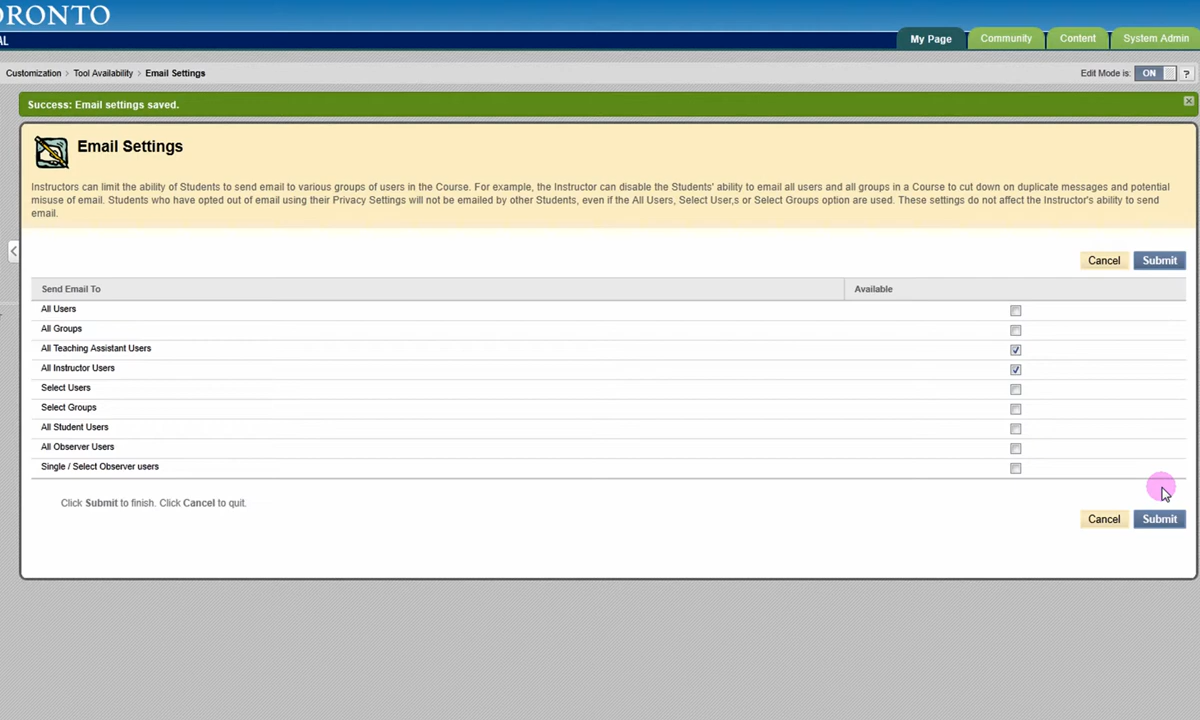 ORONTO
AL
My Page
Community
Content
System Admin
Customization > Tool Availability > Email Settings
Edit Mode is: ON ?
Success: Email settings saved.
Email Settings
Instructors can limit the ability of Students to send email to various groups of users in the Course. For example, the Instructor can disable the Students' ability to email all users and all groups in a Course to cut down on duplicate messages and potential
misuse of email. Students who have opted out of email using their Privacy Settings will not be emailed by other Students, even if the All Users, Select User,s or Select Groups option are used. These settings do not affect the Instructor's ability to send
email.
Cancel Submit
Send Email To Available
All Users
All Groups
All Teaching Assistant Users
All Instructor Users
Select Users
Select Groups
All Student Users
All Observer Users
Single / Select Observer users
Click Submit to finish. Click Cancel to quit.
Cancel Submit